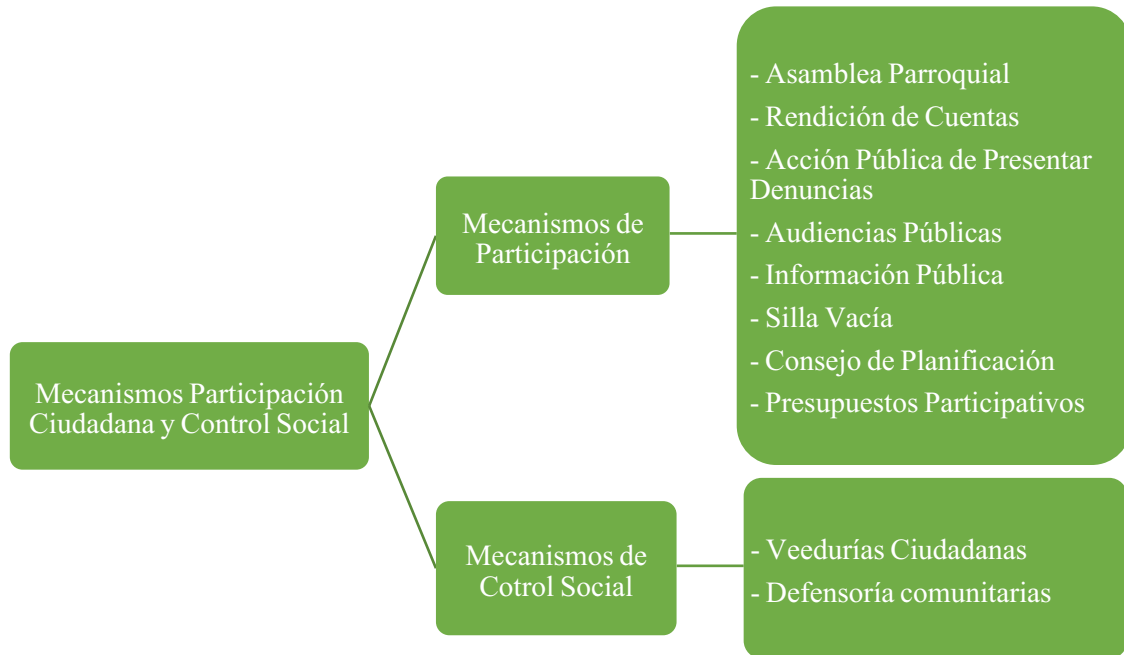 Mecanismos Participación
Ciudadana y Control Social
Mecanismos de
Participación
- Asamblea Parroquial
- Rendición de Cuentas
- Acción Pública de Presentar
Denuncias
- Audiencias Públicas
- Información Pública
- Silla Vacía
- Consejo de Planificación
- Presupuestos Participativos
Mecanismos de
Cotrol Social
- Veedurías Ciudadanas
- Defensoría comunitarias